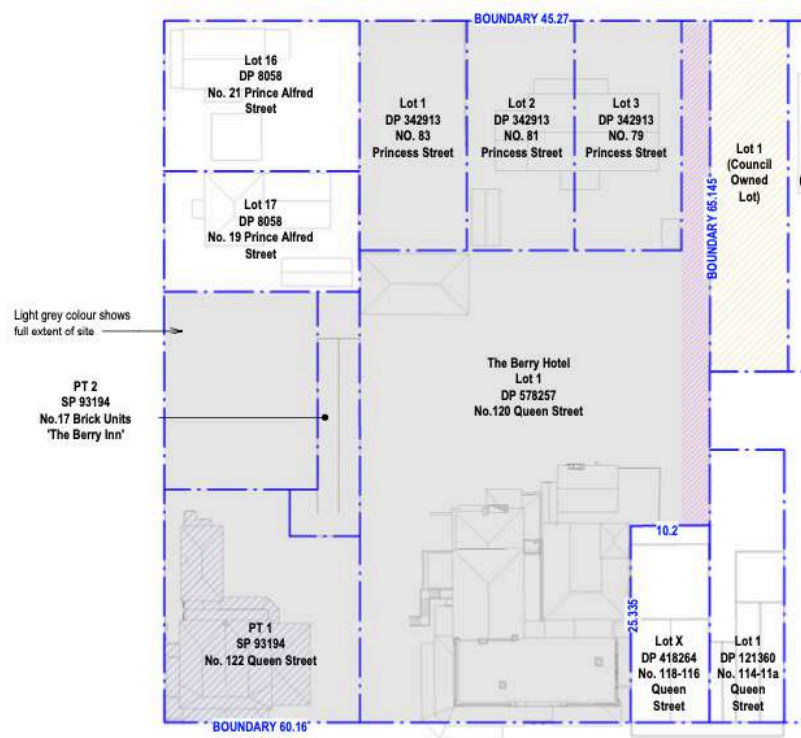 BOUNDARY 45.27
Lot 16
DP 8058
No. 21 Prince Alfred
Street
Lot 1
DP 342913
NO. 83
Princess Street
Lot 2
DP 342913
NO. 81
Princess Street
Lot 3
DP 342913
NO. 79
Princess Street
Lot 1
(Council
Owned
Lot)
BOUNDARY 65.145
Lot 17
DP 8058
No. 19 Prince Alfred
Street
Light grey colour shows
full extent of site
PT 2
SP 93194
No.17 Brick Units
'The Berry Inn'
The Berry Hotel
Lot 1
DP 578257
No.120 Queen Street
10.2
25.335
PT 1
SP 93194
No. 122 Queen Street
Lot X
DP 418264
No. 118-116
Queen
Street
Lot 1
DP 121360
No. 114-11a
Queen
Street
BOUNDARY 60.16